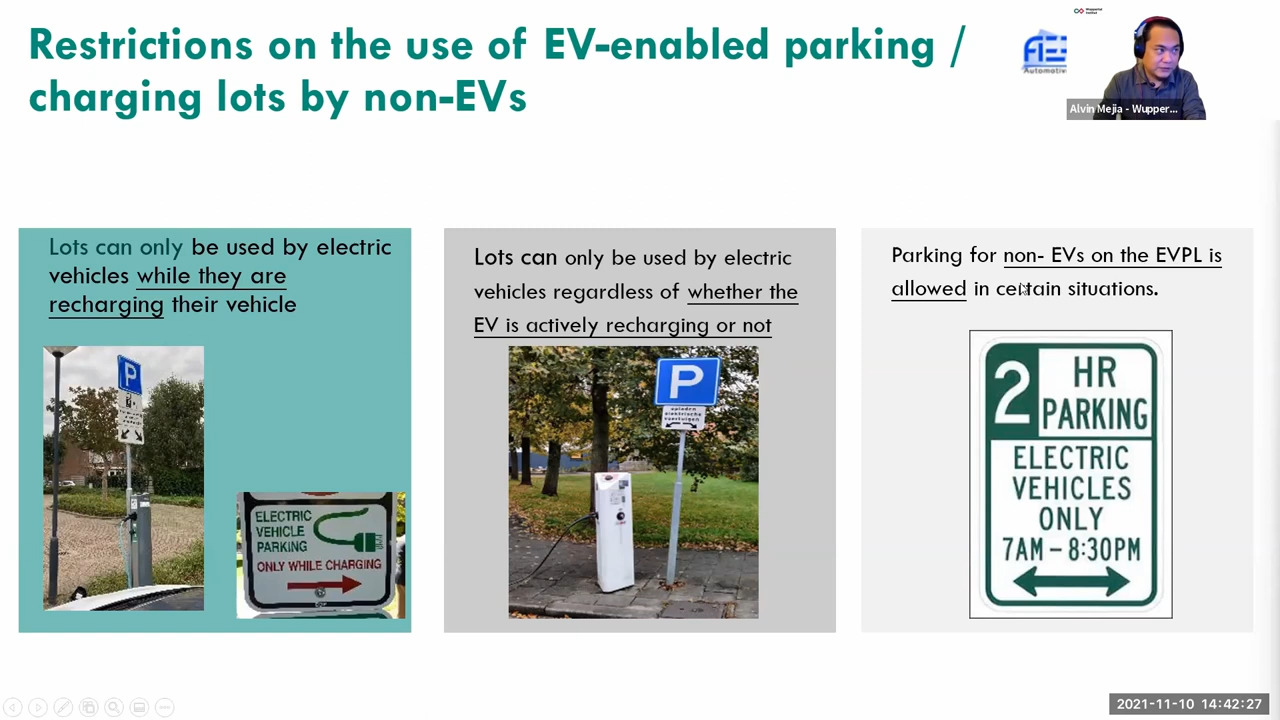 Restrictions on the use of EV-enabled parking /
charging lots by non-EVs
Automotiv
Alvin Mejia - Wupper...
Lots can only be used by electric
vehicles while they are
recharging their vehicle
P
ELECTRIC
VEHICLE
PARKING
ONLY WHILE CHARGING
Lots can only be used by electric
vehicles regardless of whether the
EV is actively recharging or not
P
opladen
elektrische
voertuigen
Parking for non- EVs on the EVPL is
allowed in certain situations.
2 HR
PARKING
ELECTRIC
VEHICLES
ONLY
7AM – 8:30PM
2021-11-10 14:42:27